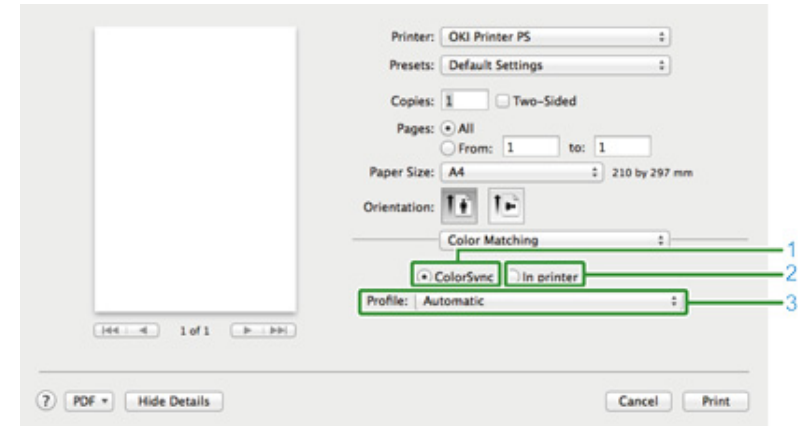 Printer: OKI Printer PS
Presets: Default Settings
Copies: 1 Two-Sided
Pages: All
From: 1 to: 1
Paper Size: A4 210 by 297 mm
Orientation:
Color Matching
1
ColorSync In printer 2
Profile: Automatic 3
1 of 1
? PDF Hide Details Cancel Print